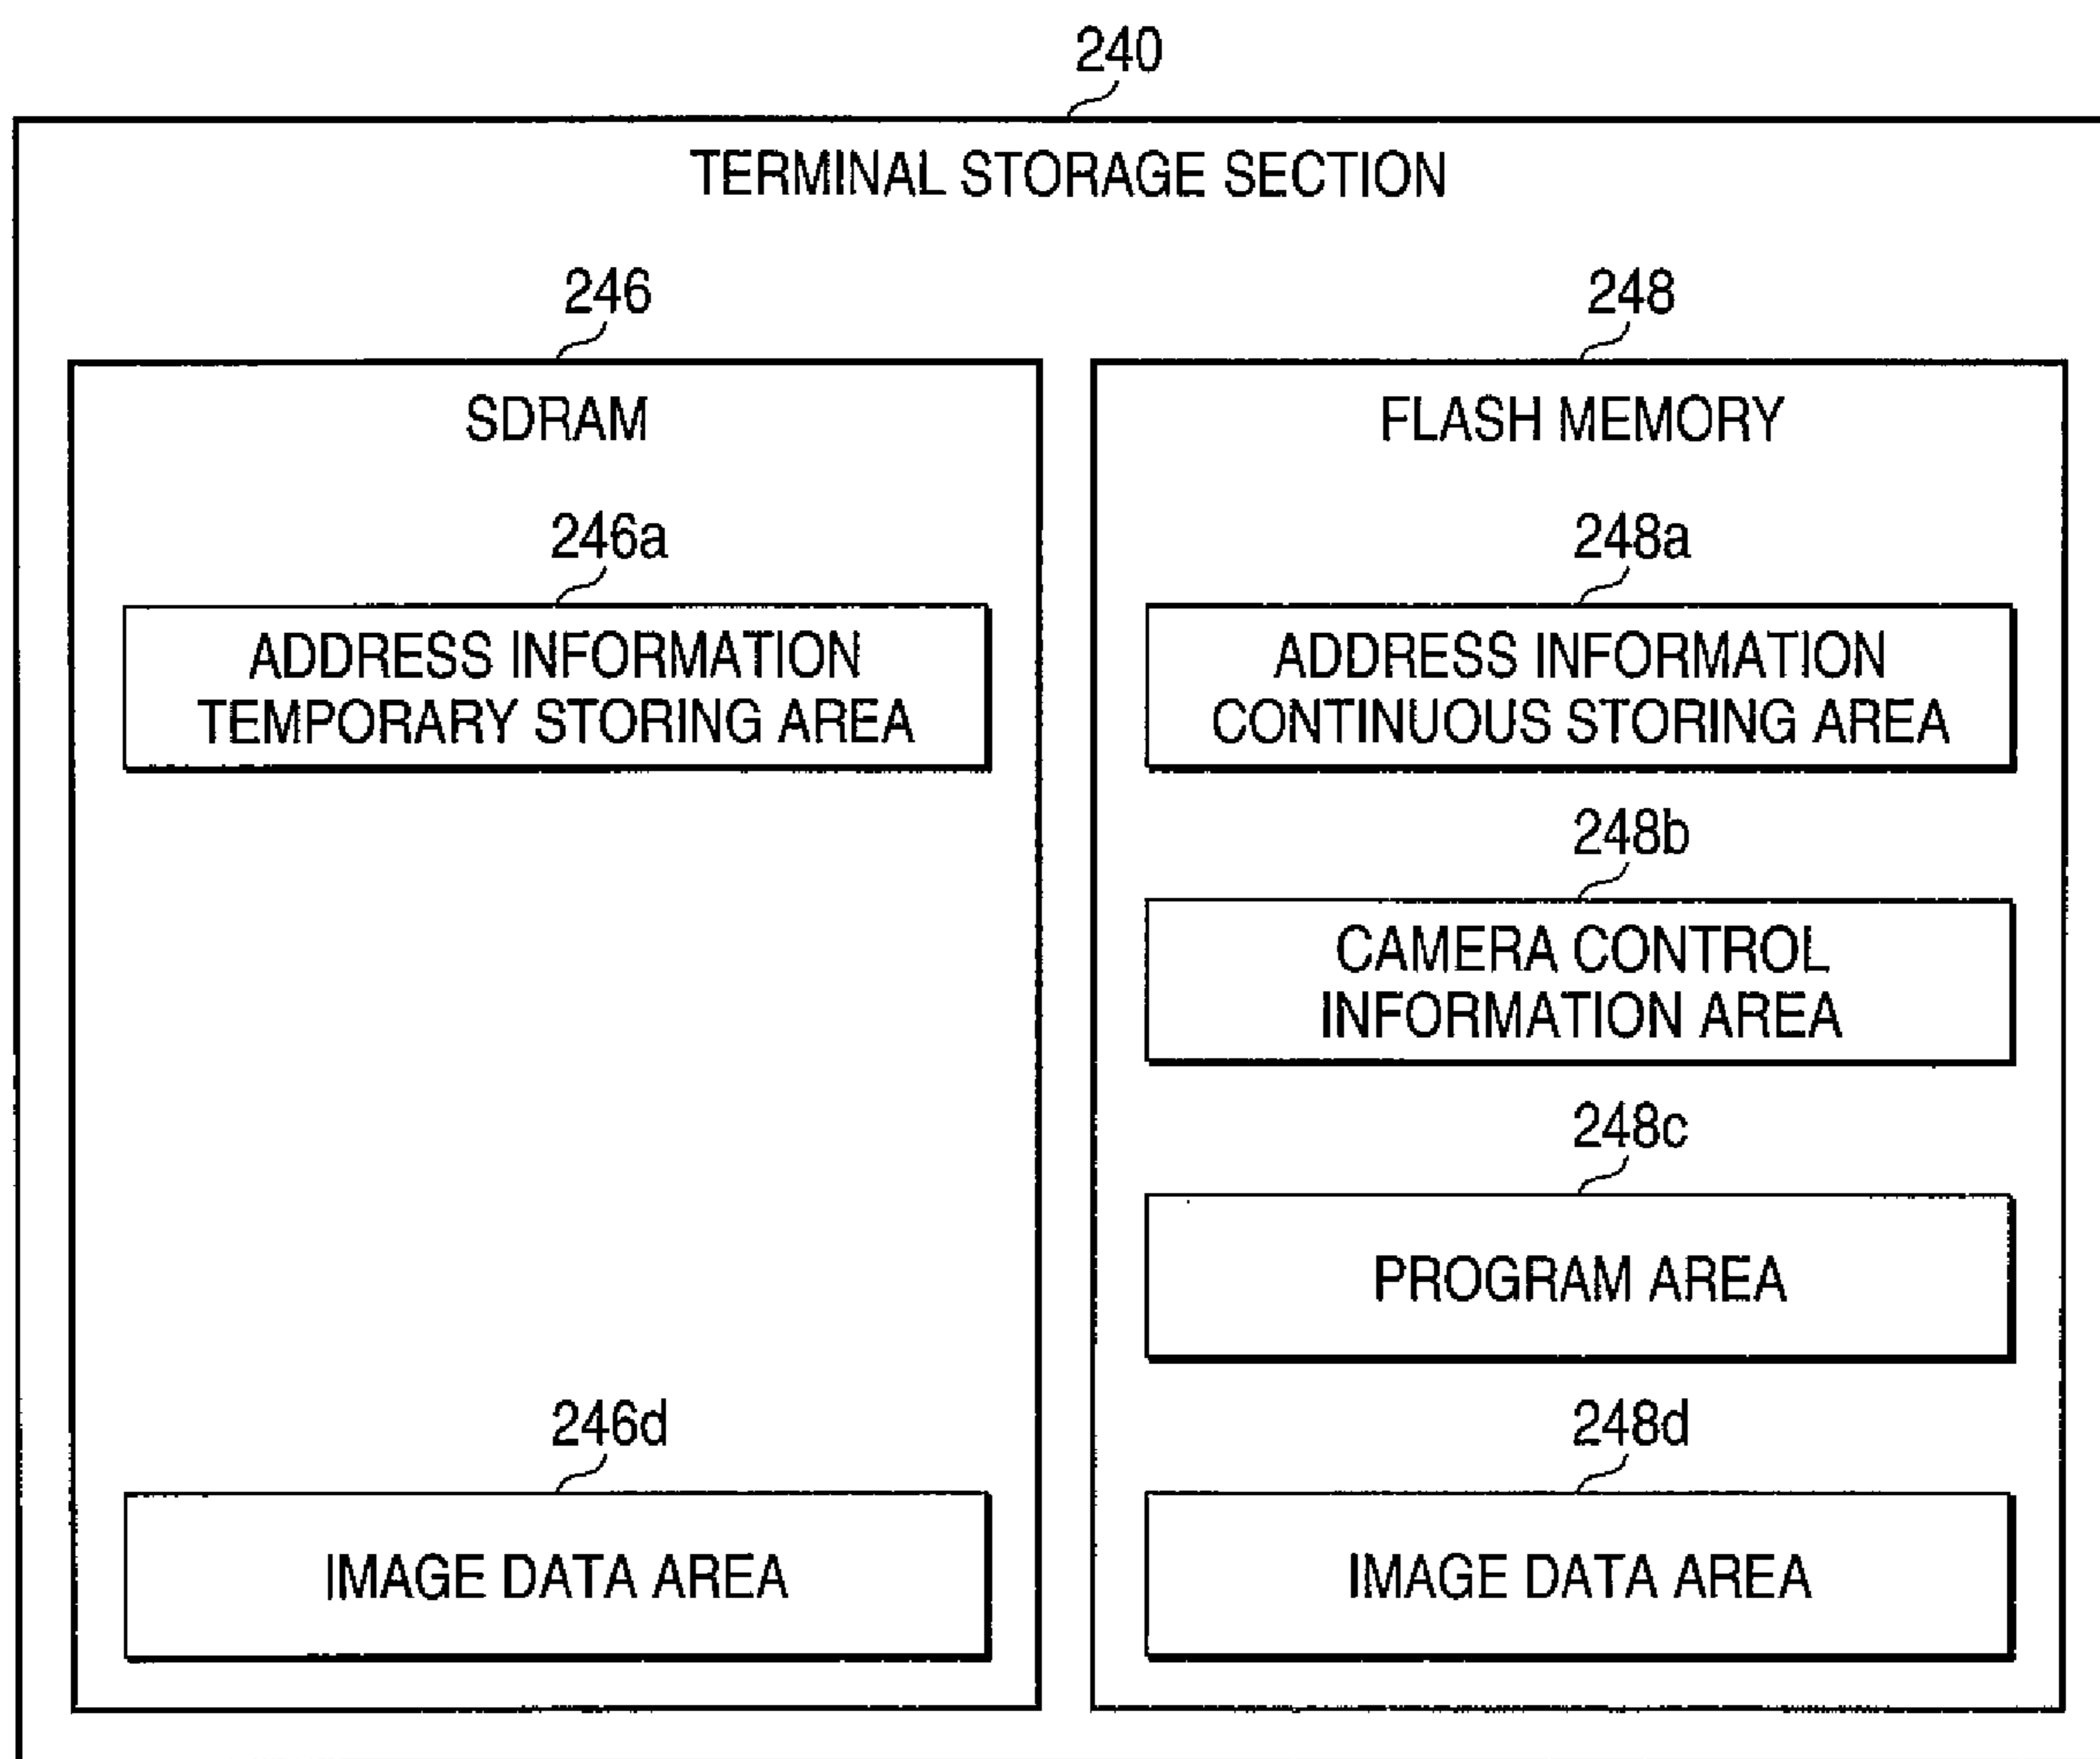 240
TERMINAL STORAGE SECTION
246
SDRAM
246a
ADDRESS INFORMATION
TEMPORARY STORING AREA
246d
IMAGE DATA AREA
248
FLASH MEMORY
248a
ADDRESS INFORMATION
CONTINUOUS STORING AREA
248b
CAMERA CONTROL
INFORMATION AREA
248c
PROGRAM AREA
248d
IMAGE DATA AREA